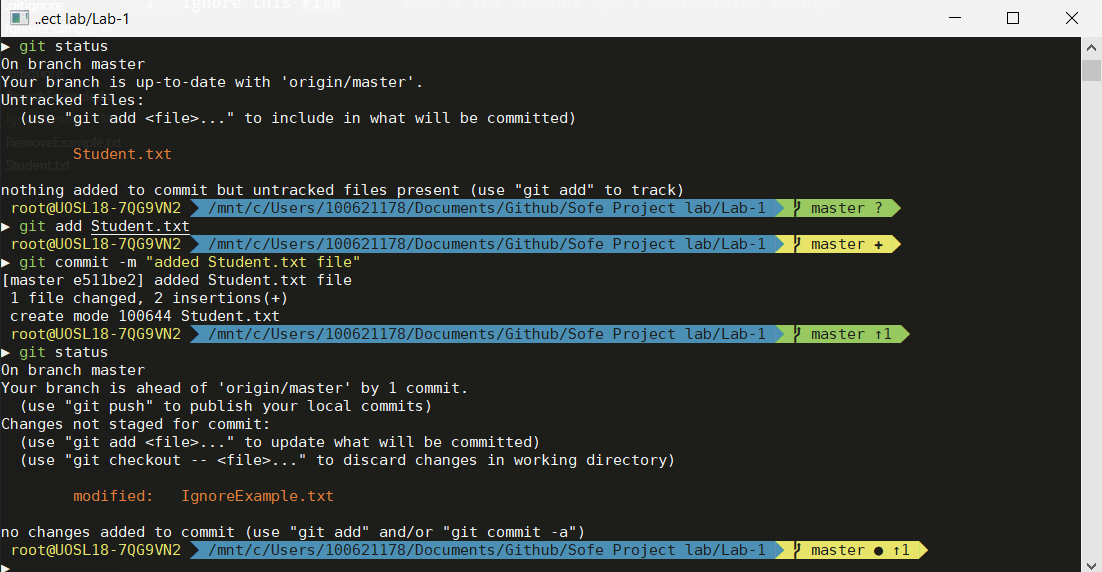 gitignore
1 Ignore this file
..ect lab/Lab-1
▶ git status
On branch master
Your branch is up-to-date with 'origin/master'.
Untracked files:
  (use "git add <file>..." to include in what will be committed)
RemoveExample.txt
        Student.txt
Student.txt
nothing added to commit but untracked files present (use "git add" to track)
root@UOSL18-7QG9VN2 /mnt/c/Users/100621178/Documents/Github/Sofe Project lab/Lab-1 master ?
▶ git add Student.txt
root@UOSL18-7QG9VN2 /mnt/c/Users/100621178/Documents/Github/Sofe Project lab/Lab-1 master +
▶ git commit -m "added Student.txt file"
[master e511be2] added Student.txt file
 1 file changed, 2 insertions(+)
 create mode 100644 Student.txt
root@UOSL18-7QG9VN2 /mnt/c/Users/100621178/Documents/Github/Sofe Project lab/Lab-1 master ↑1
▶ git status
On branch master
Your branch is ahead of 'origin/master' by 1 commit.
  (use "git push" to publish your local commits)
Changes not staged for commit:
  (use "git add <file>..." to update what will be committed)
  (use "git checkout -- <file>..." to discard changes in working directory)
        modified:   IgnoreExample.txt
no changes added to commit (use "git add" and/or "git commit -a")
root@UOSL18-7QG9VN2 /mnt/c/Users/100621178/Documents/Github/Sofe Project lab/Lab-1 master ● ↑1
▶